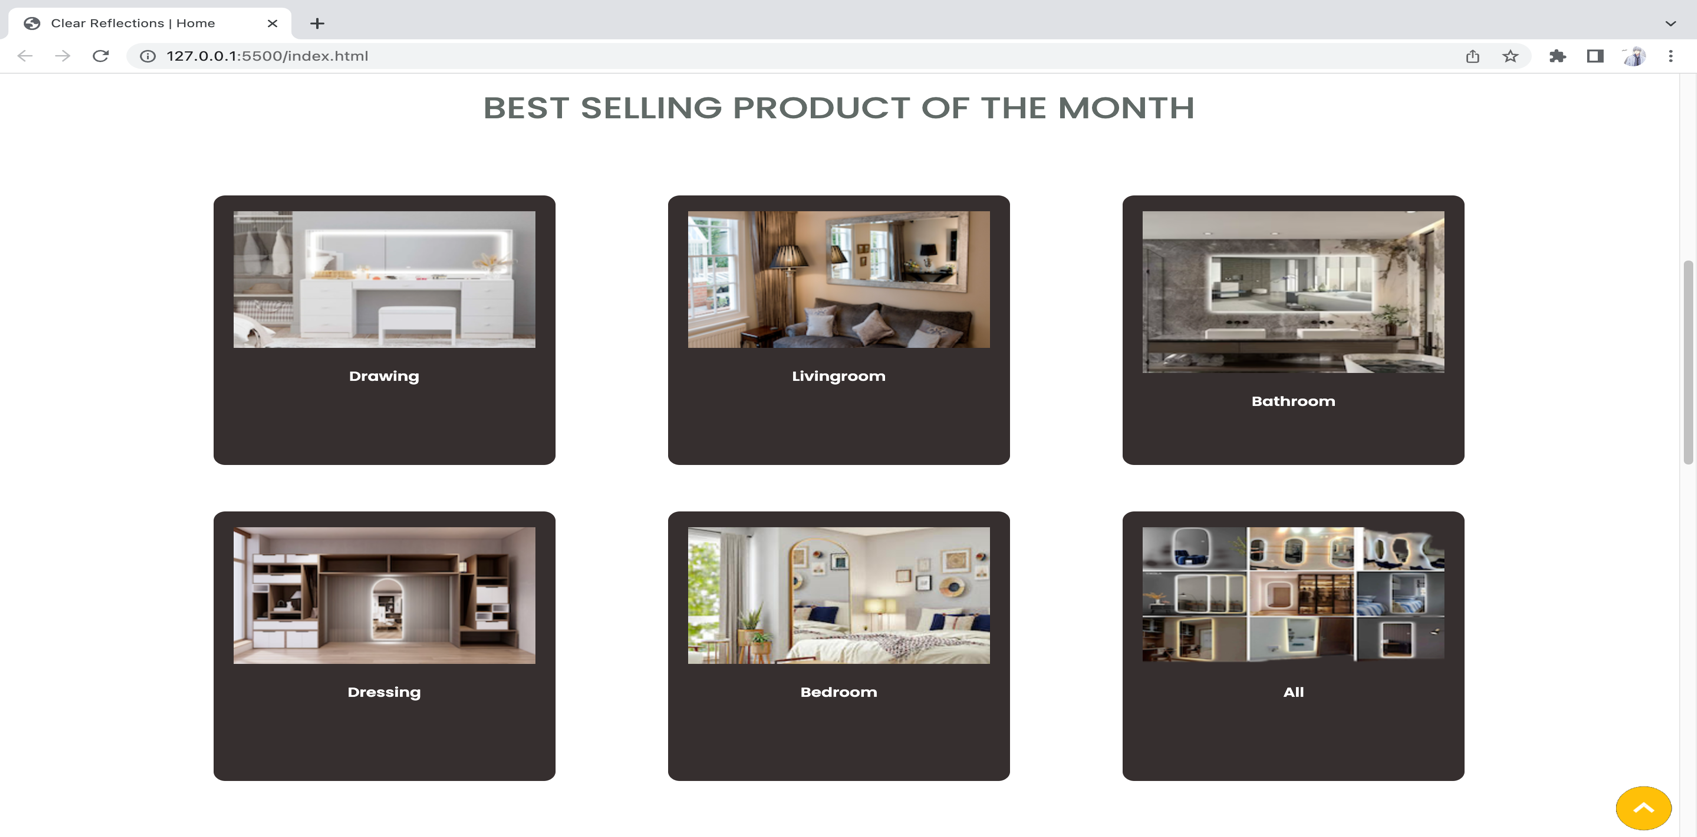 Clear Reflections | Home
127.0.0.1:5500/index.html
BEST SELLING PRODUCT OF THE MONTH
Drawing
Livingroom
Bathroom
Dressing
Bedroom
All